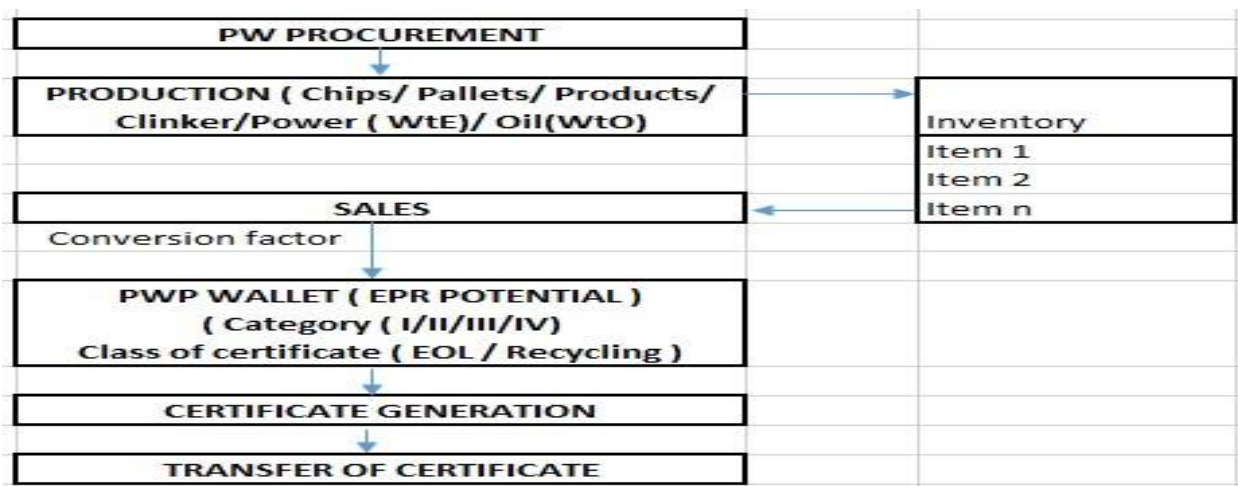 PW PROCUREMENT
PRODUCTION ( Chips/ Pallets/ Products/
Clinker/Power ( WtE)/ Oil(WtO)
Inventory
Item 1
Item 2
Item n
SALES
Conversion factor
PWP WALLET ( EPR POTENTIAL )
( Category ( I/II/III/IV)
Class of certificate ( EOL / Recycling )
CERTIFICATE GENERATION
TRANSFER OF CERTIFICATE